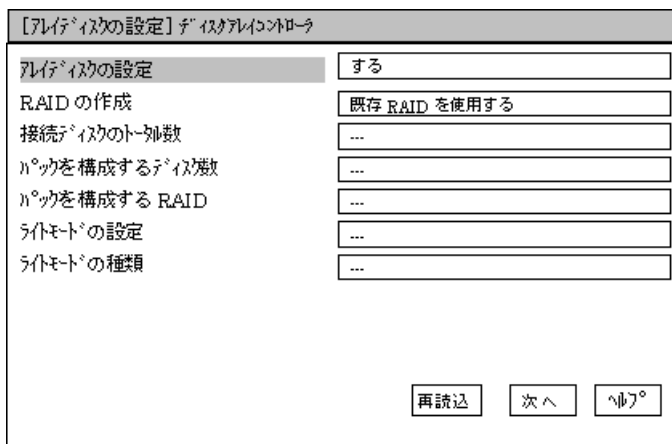 [ｱﾚｲﾃﾞｨｽｸの設定] ﾃﾞｨｽｸｱﾚｲｺﾝﾄﾛｰﾗ
ｱﾚｲﾃﾞｨｽｸの設定 する
RAID の作成 既存 RAID を使用する
接続ﾃﾞｨｽｸのﾄｰﾀﾙ数 ---
ﾊﾟｯｸを構成するﾃﾞｨｽｸ数 ---
ﾊﾟｯｸを構成する RAID ---
ﾗｲﾄﾓｰﾄﾞの設定 ---
ﾗｲﾄﾓｰﾄﾞの種類 ---
再読込 次へ ﾍﾙﾌﾟ